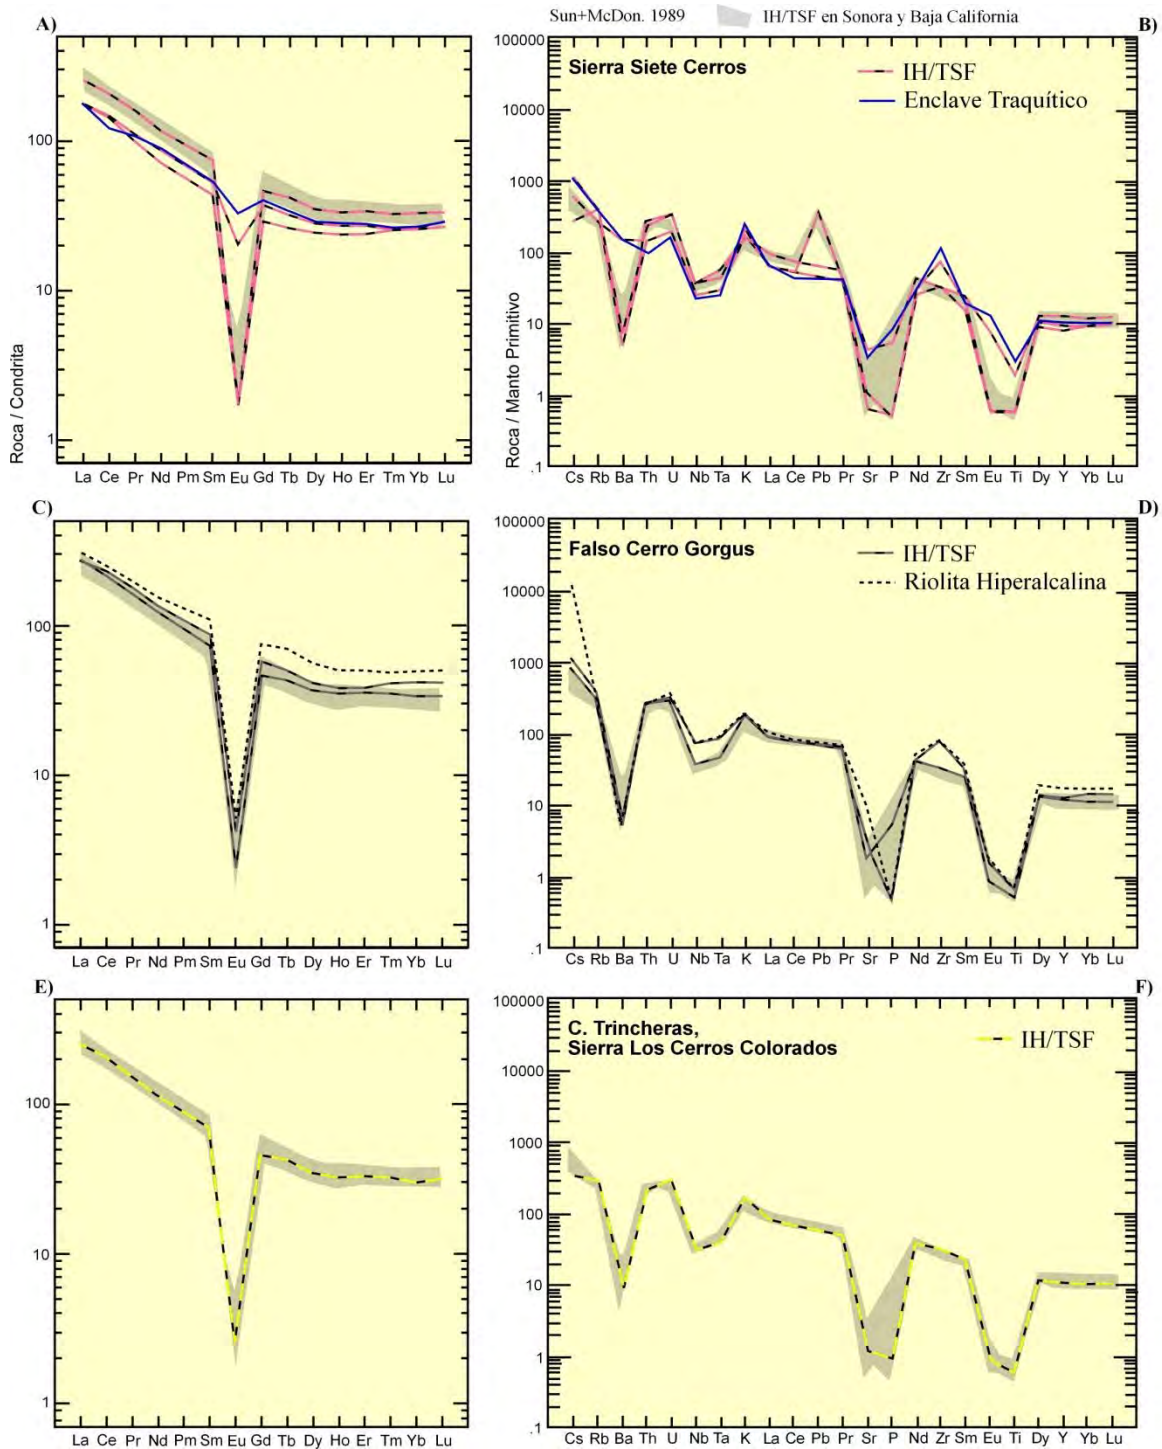 A)
Sun+McDon. 1989
IH/TSF en Sonora y Baja California
B)
Roca / Condrita
100
10
1
La Ce Pr Nd Pm Sm Eu Gd Tb Dy Ho Er Tm Yb Lu
Roca / Manto Primitivo
100000
10000
1000
100
10
1
.1
Sierra Siete Cerros
IH/TSF
Enclave Traquítico
Cs Rb Ba Th U Nb Ta K La Ce Pb Pr Sr P Nd Zr Sm Eu Ti Dy Y Yb Lu
C)
D)
100
10
1
La Ce Pr Nd Pm Sm Eu Gd Tb Dy Ho Er Tm Yb Lu
100000
10000
1000
100
10
1
.1
Falso Cerro Gorgus
IH/TSF
Riolita Hiperalcalina
Cs Rb Ba Th U Nb Ta K La Ce Pb Pr Sr P Nd Zr Sm Eu Ti Dy Y Yb Lu
E)
F)
100
10
1
La Ce Pr Nd Pm Sm Eu Gd Tb Dy Ho Er Tm Yb Lu
100000
10000
1000
100
10
1
.1
C. Trincheras,
Sierra Los Cerros Colorados
IH/TSF
Cs Rb Ba Th U Nb Ta K La Ce Pb Pr Sr P Nd Zr Sm Eu Ti Dy Y Yb Lu